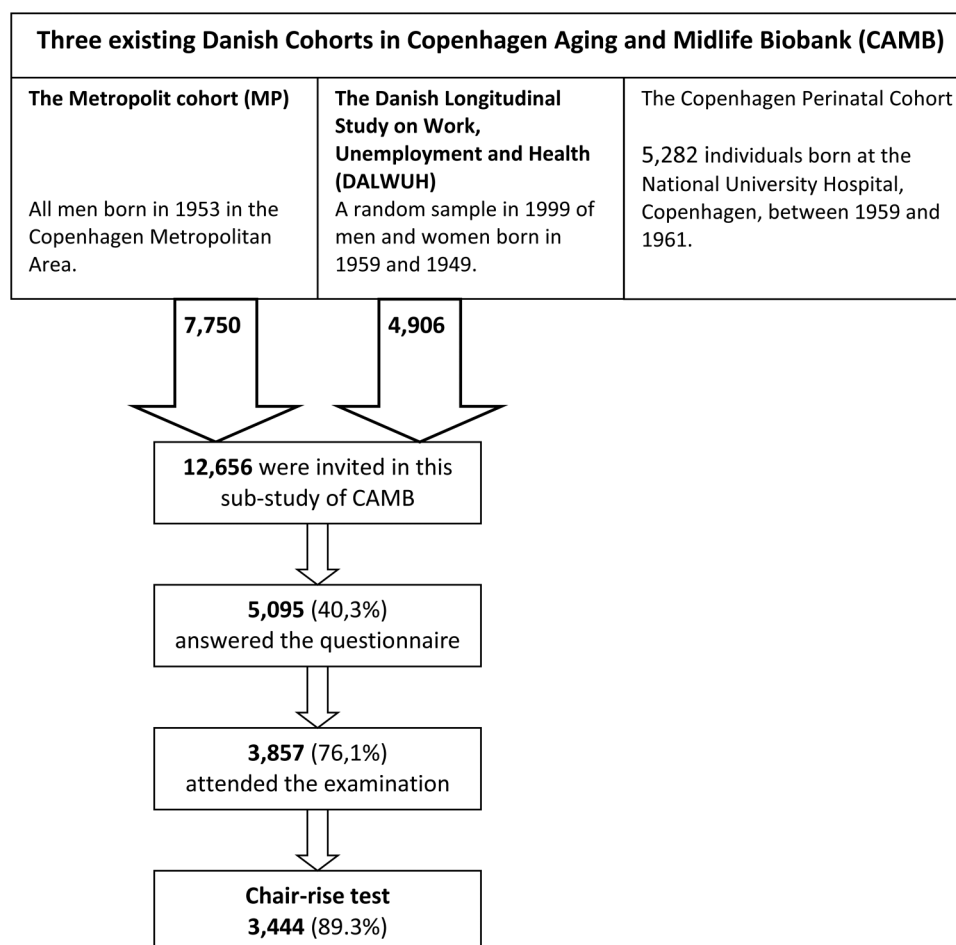 Three existing Danish Cohorts in Copenhagen Aging and Midlife Biobank (CAMB)
The Metropolit cohort (MP)
All men born in 1953 in the
Copenhagen Metropolitan
Area.
The Danish Longitudinal
Study on Work,
Unemployment and Health
(DALWUH)
A random sample in 1999 of
men and women born in
1959 and 1949.
The Copenhagen Perinatal Cohort
5,282 individuals born at the
National University Hospital,
Copenhagen, between 1959 and
1961.
7,750
4,906
12,656 were invited in this
sub-study of CAMB
5,095 (40,3%)
answered the questionnaire
3,857 (76,1%)
attended the examination
Chair-rise test
3,444 (89.3%)